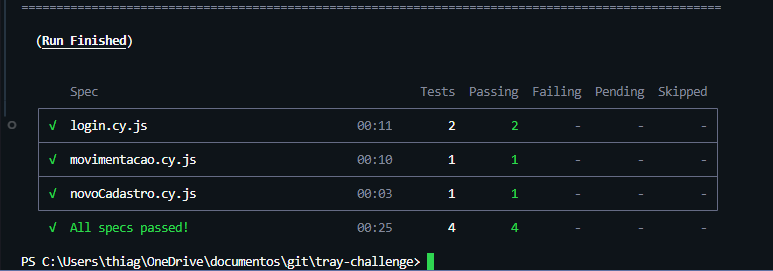 (Run Finished)
Spec Tests Passing Failing Pending Skipped
√ login.cy.js 00:11 2 2 - - -
√ movimentacao.cy.js 00:10 1 1 - - -
√ novoCadastro.cy.js 00:03 1 1 - - -
√ All specs passed! 00:25 4 4 - - -
PS C:\Users\thiag\OneDrive\documentos\git\tray-challenge>